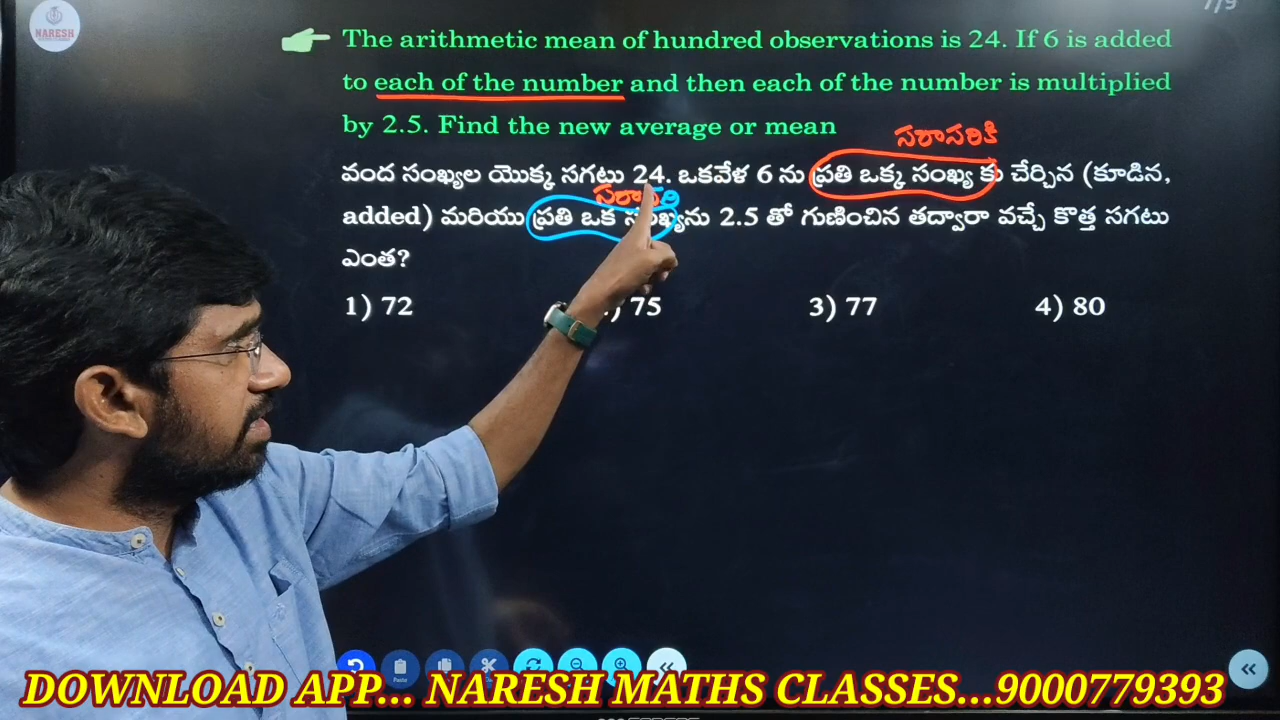 7/9
NARESH
The arithmetic mean of hundred observations is 24. If 6 is added
to each of the number and then each of the number is multiplied
by 2.5. Find the new average or mean
సరాసరికి
వంద సంఖ్యల యొక్క సగటు 24. ఒకవేళ 6 ను ప్రతి ఒక్క సంఖ్య కు చేర్చిన (కూడిన,
added) మరియు ప్రతి ఒక సంఖ్యను 2.5 తో గుణించిన తద్వారా వచ్చే కొత్త సగటు
ఎంత?
1) 72 75 3) 77 4) 80
DOWNLOAD APP... NARESH MATHS CLASSES...9000779393